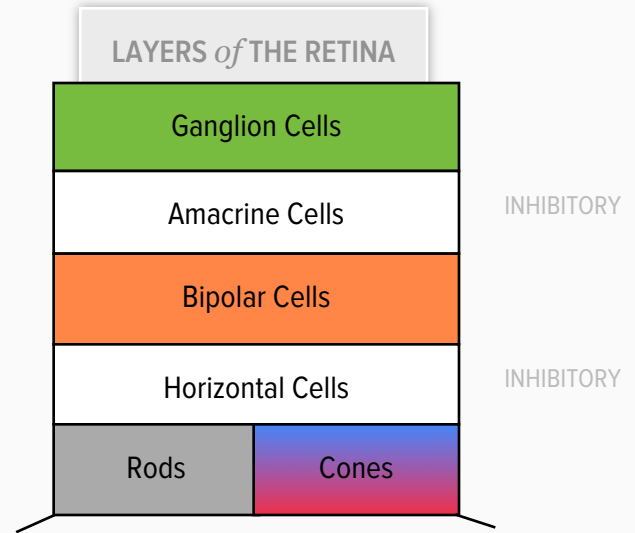 LAYERS of THE RETINA
Ganglion Cells
Amacrine Cells
INHIBITORY
Bipolar Cells
Horizontal Cells
INHIBITORY
Rods
Cones